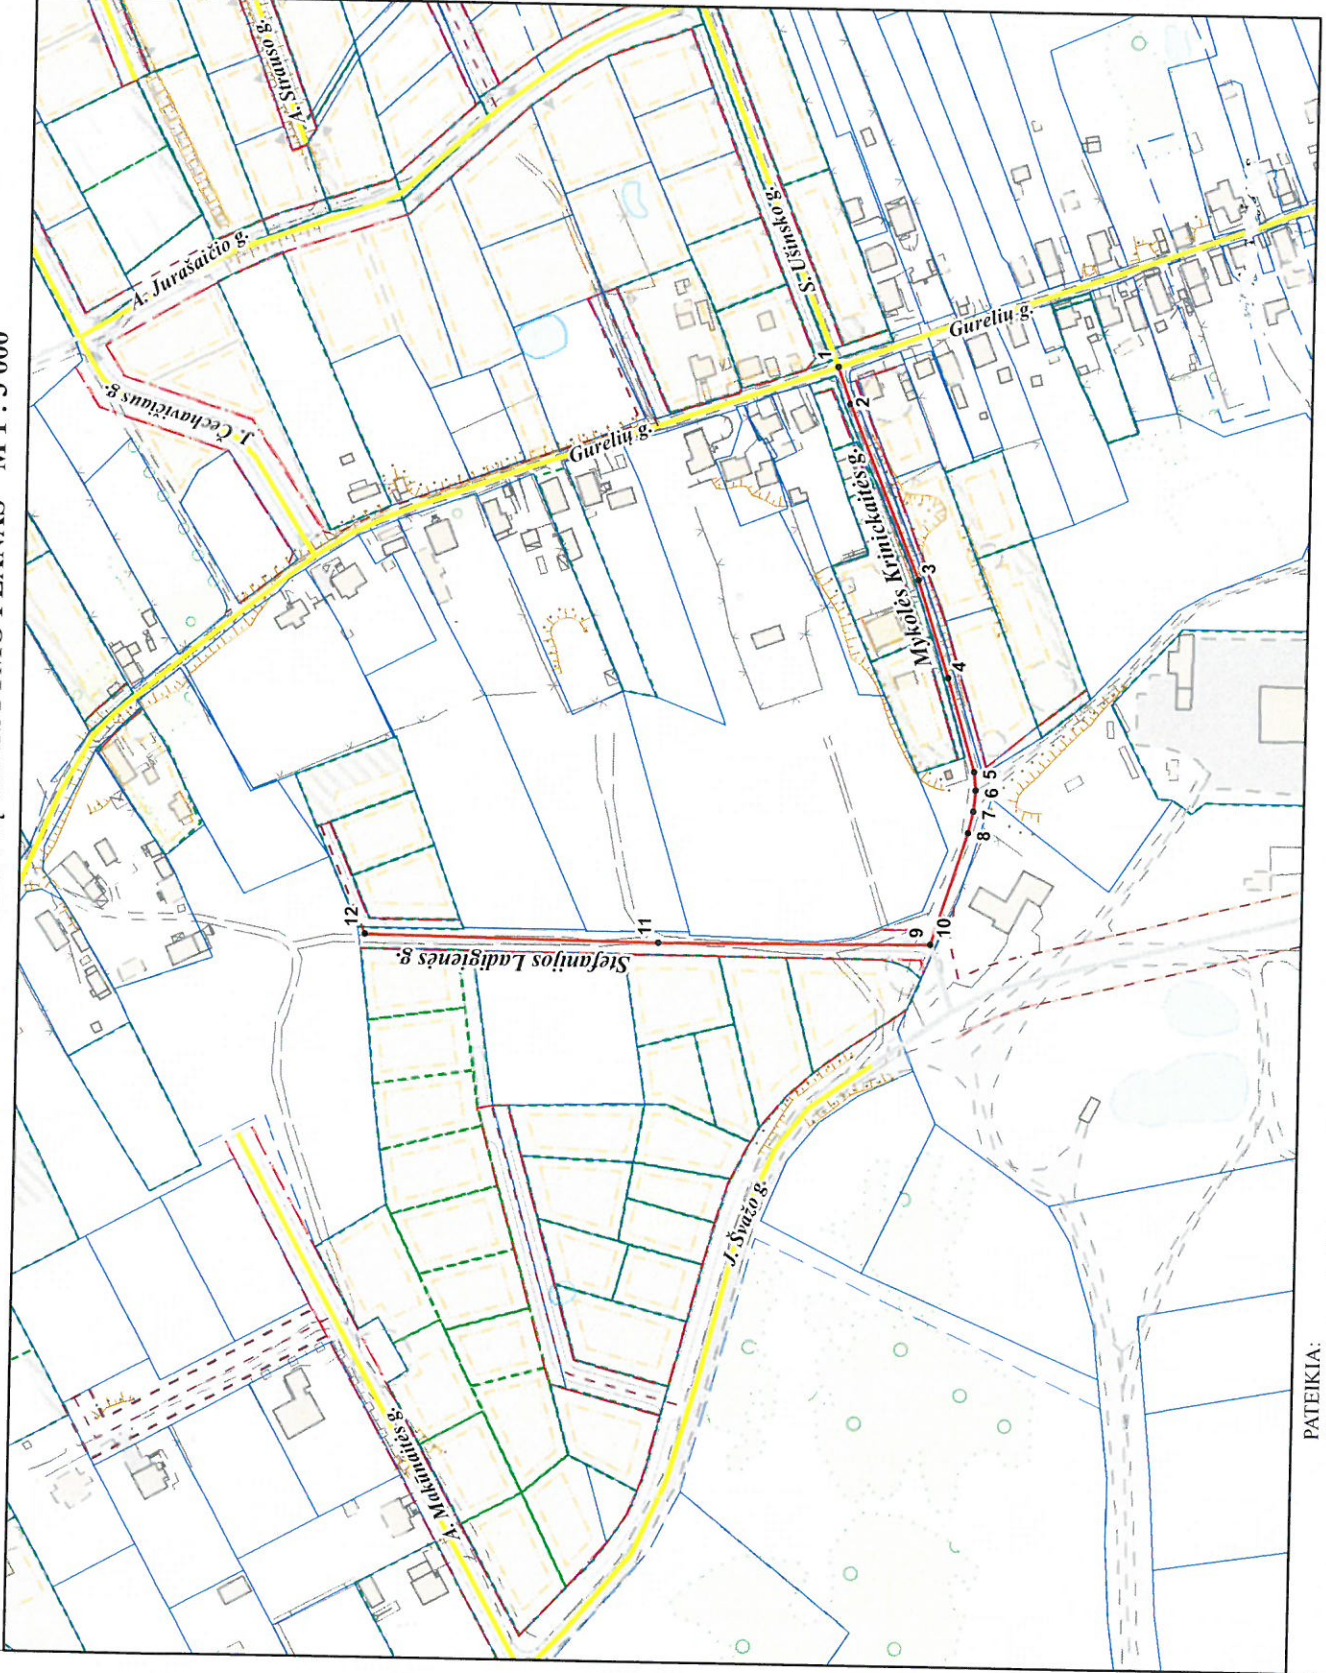 A. Strauso g.
A. Jurašaičio g.
J. Čechavičiaus g.
S. Ušinsko g.
Gurelių g.
Gurelių g.
Mykolės Krinickaitės g.
1
2
3
4
5
6
7
8
9
10
11
12
Stefanijos Ladigienės g.
J. Švažo g.
A. Makūnaitės g.
PATEIKIA: